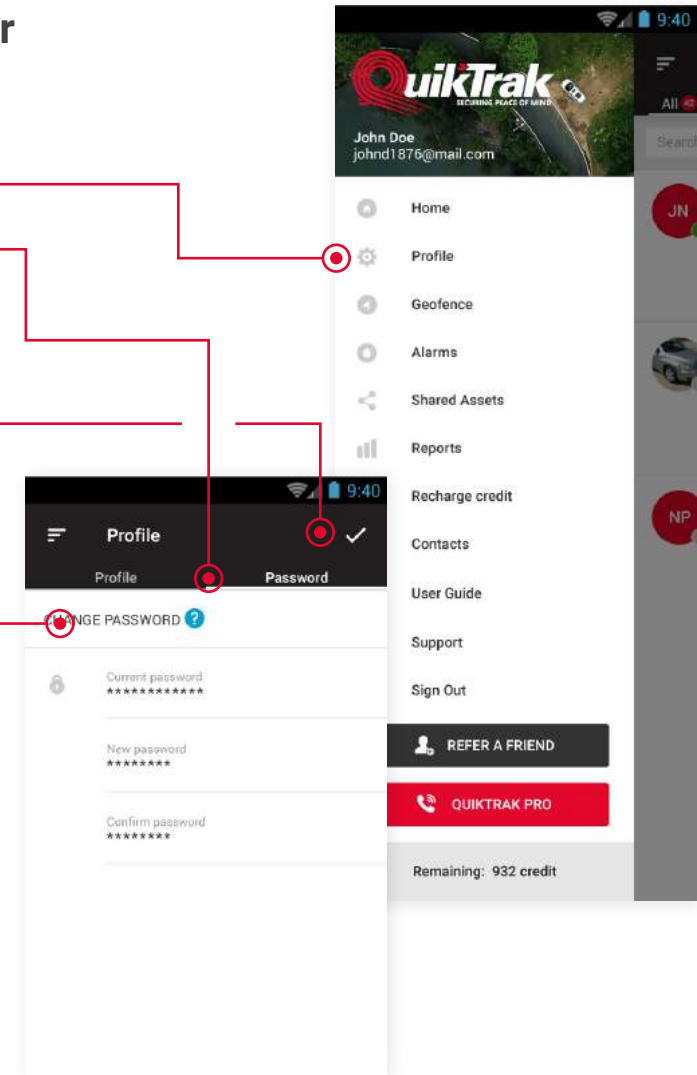 r
9:40
QuikTrak
SECURING PEACE OF MIND
John Doe
johnd1876@mail.com
All
Search
Home
JN
Profile
Geofence
Alarms
Shared Assets
Reports
Recharge credit
NP
Contacts
User Guide
Support
Sign Out
REFER A FRIEND
QUIKTRAK PRO
Remaining: 932 credit
9:40
Profile
Profile
Password
CHANGE PASSWORD ?
Current password
************
New password
********
Confirm password
********